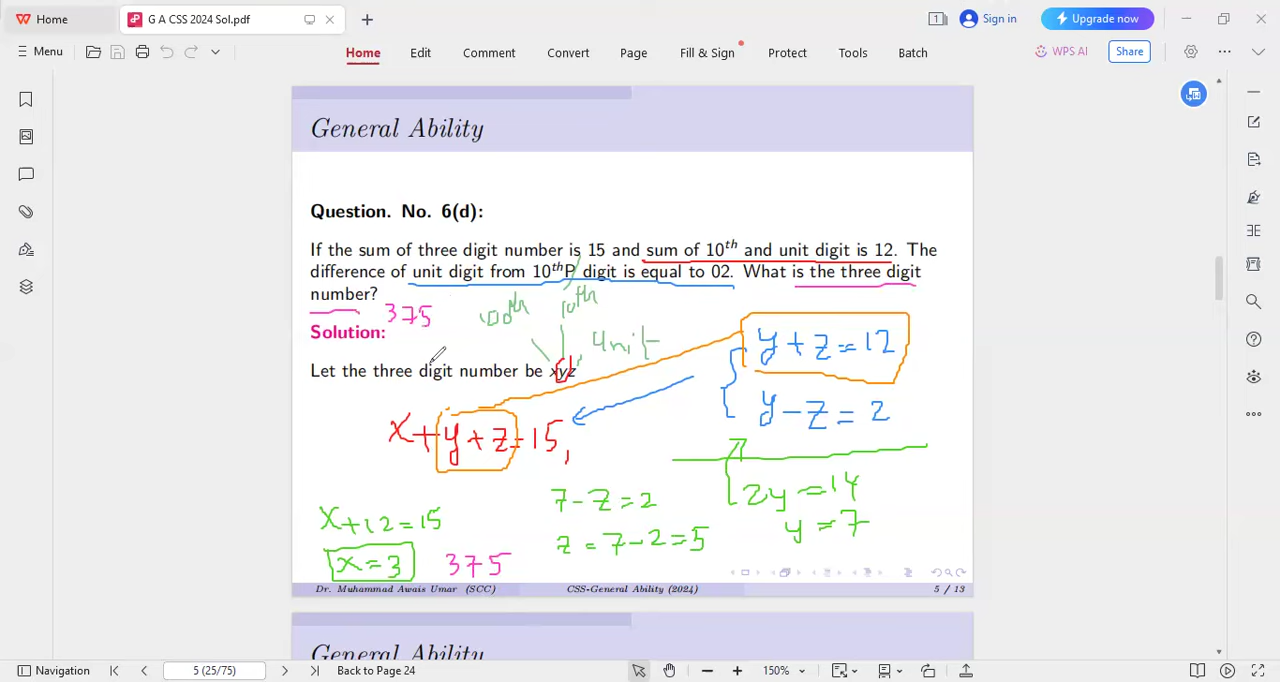 Home
G A CSS 2024 Sol.pdf
1
Sign in
Upgrade now
Menu
Home Edit Comment Convert Page Fill & Sign Protect Tools Batch
WPS AI
Share
General Ability
Question. No. 6(d):
If the sum of three digit number is 15 and sum of 10th and unit digit is 12. The
difference of unit digit from 10thP digit is equal to 02. What is the three digit
number?
375
100th
10th
unit
Solution:
Let the three digit number be xyz
y+z=12
y-z=2
x+y+z=15,
2y=14
y=7
7-z=2
z=7-2=5
x+12=15
x=3
375
Dr. Muhammad Awais Umar (SCC) CSS-General Ability (2024) 5 / 13
General Ability
Navigation
5 (25/75)
Back to Page 24
150%